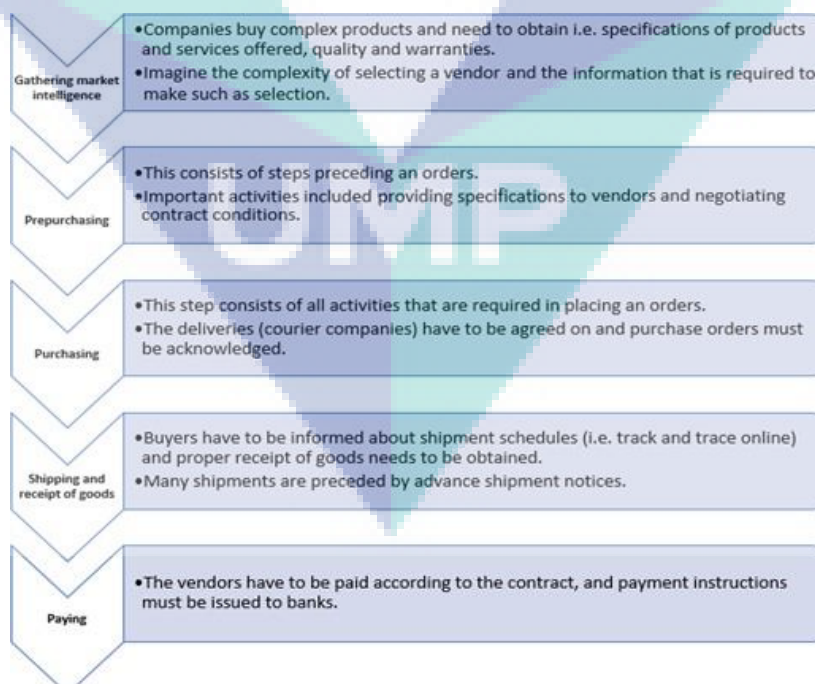 •Companies buy complex products and need to obtain i.e. specifications of products
and services offered, quality and warranties.
•Imagine the complexity of selecting a vendor and the information that is required to
make such as selection.
Gathering market
intelligence
•This consists of steps preceding an orders.
•Important activities included providing specifications to vendors and negotiating
contract conditions.
Prepurchasing
UMP
•This step consists of all activities that are required in placing an orders.
•The deliveries (courier companies) have to be agreed on and purchase orders must
be acknowledged.
Purchasing
•Buyers have to be informed about shipment schedules (i.e. track and trace online)
and proper receipt of goods needs to be obtained.
•Many shipments are preceded by advance shipment notices.
Shipping and
receipt of goods
•The vendors have to be paid according to the contract, and payment instructions
must be issued to banks.
Paying